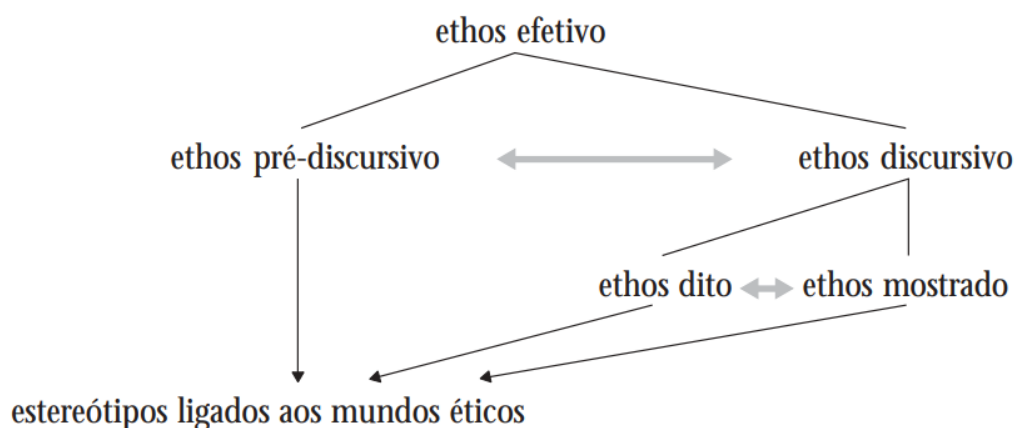 ethos efetivo
ethos pré-discursivo
ethos discursivo
ethos dito
ethos mostrado
estereótipos ligados aos mundos éticos